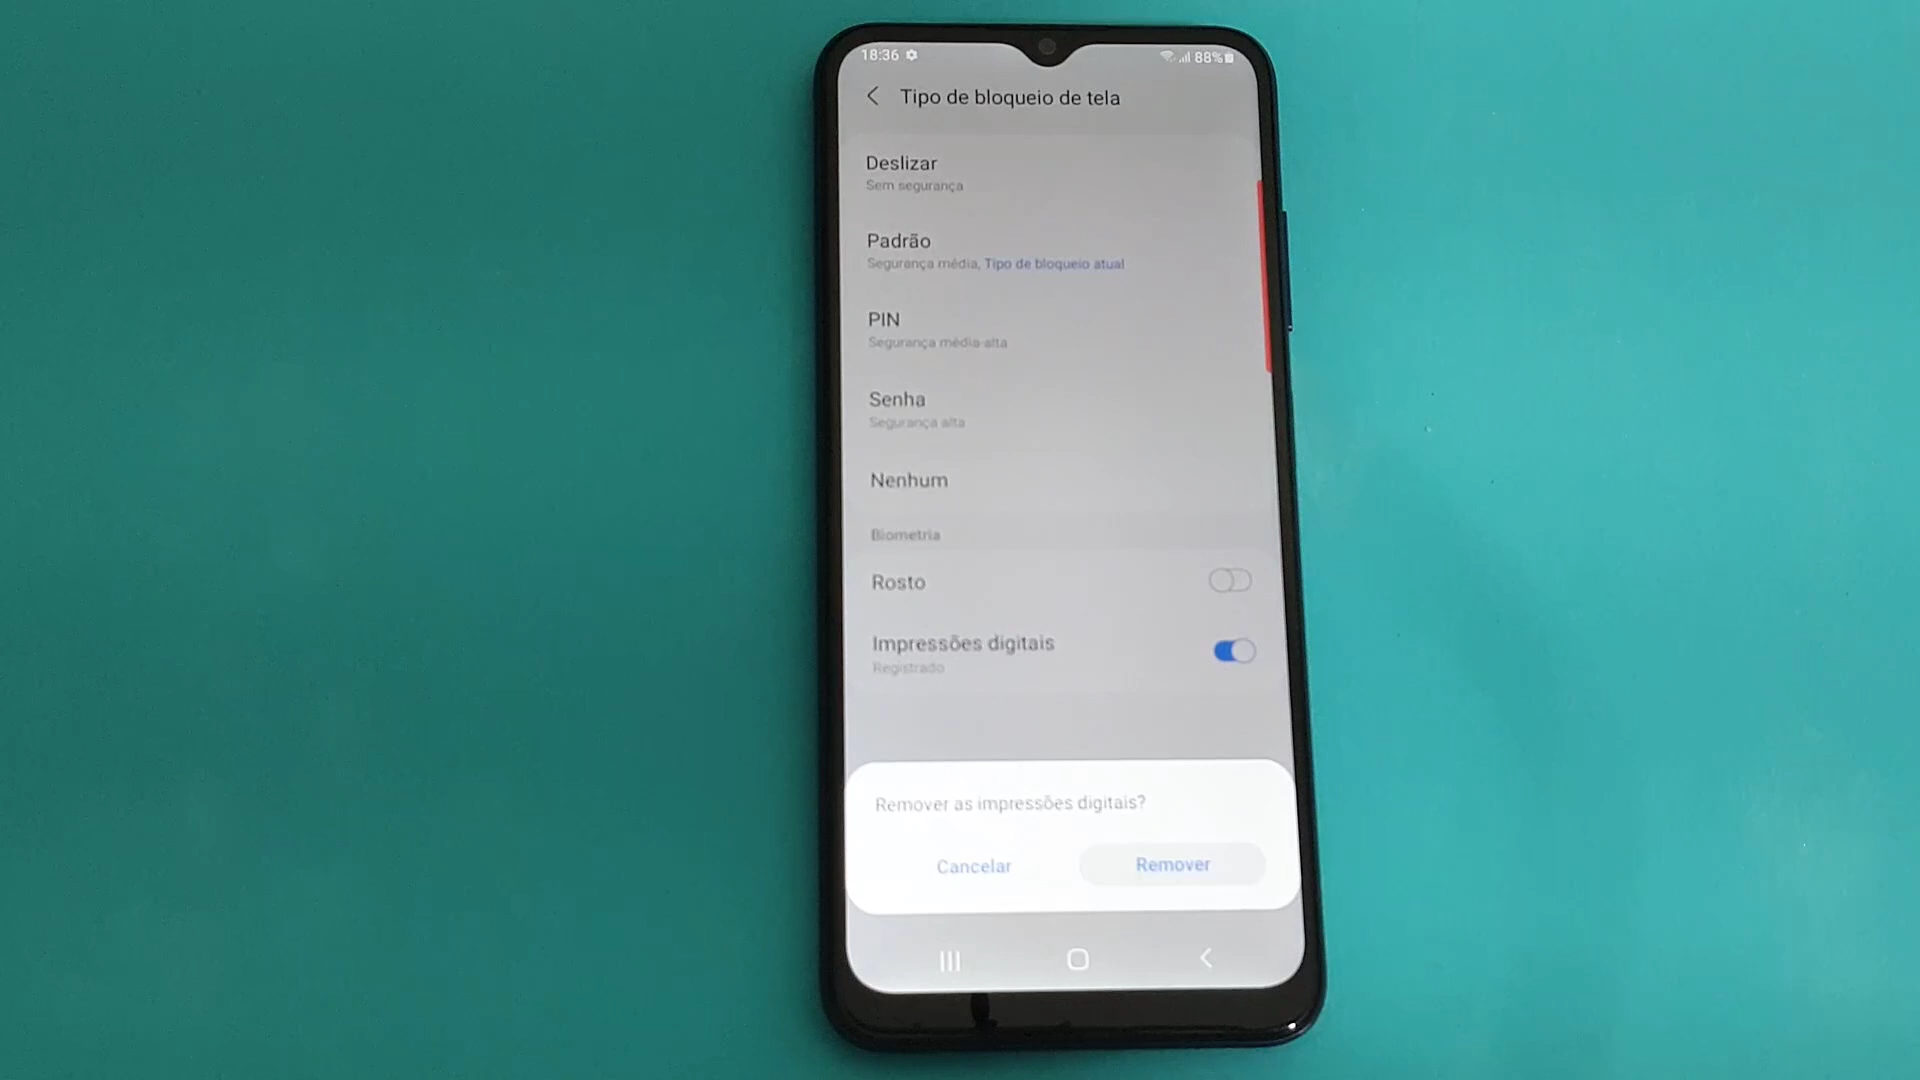 18:36
88%
Tipo de bloqueio de tela
Deslizar
Sem segurança
Padrão
Segurança média, Tipo de bloqueio atual
PIN
Segurança média-alta
Senha
Segurança alta
Nenhum
Biometria
Rosto
Impressões digitais
Registrado
Remover as impressões digitais?
Cancelar Remover